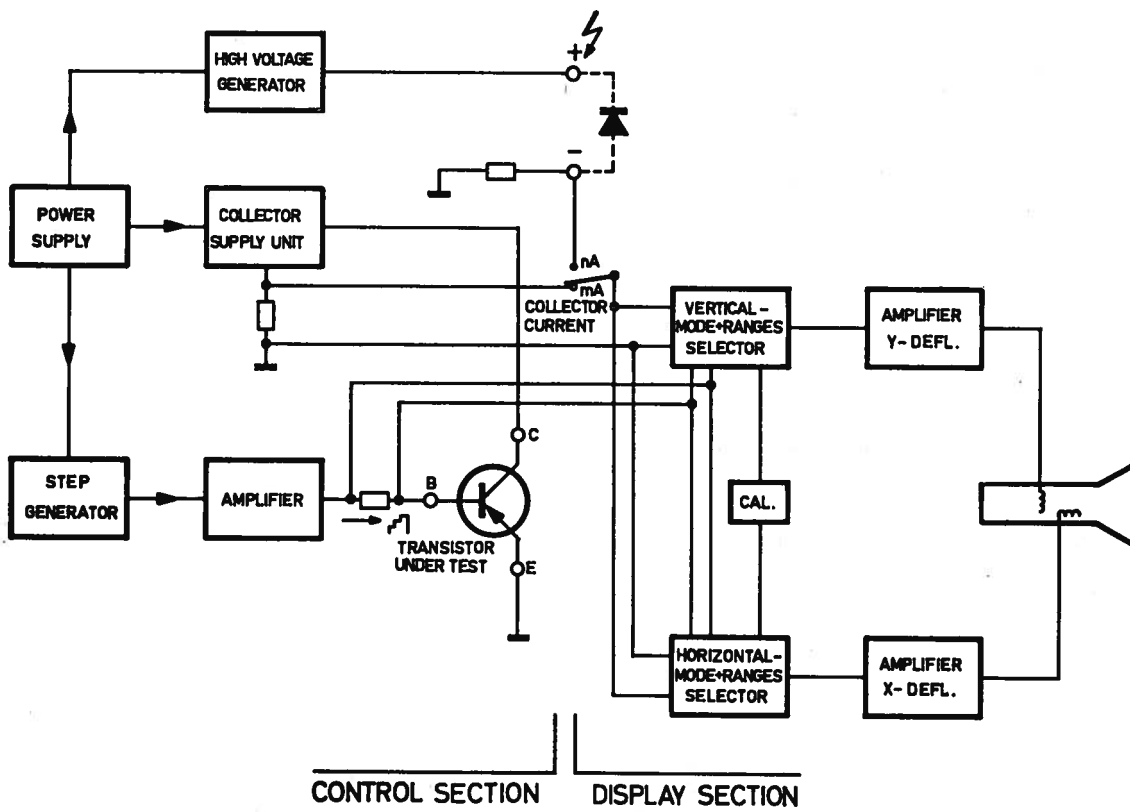 HIGH VOLTAGE
GENERATOR
+
−
POWER
SUPPLY
COLLECTOR
SUPPLY UNIT
nA
mA
COLLECTOR
CURRENT
VERTICAL-
MODE+RANGES
SELECTOR
AMPLIFIER
Y-DEFL.
STEP
GENERATOR
AMPLIFIER
B
C
E
TRANSISTOR
UNDER TEST
CAL.
HORIZONTAL-
MODE+RANGES
SELECTOR
AMPLIFIER
X-DEFL.
CONTROL SECTION
DISPLAY SECTION